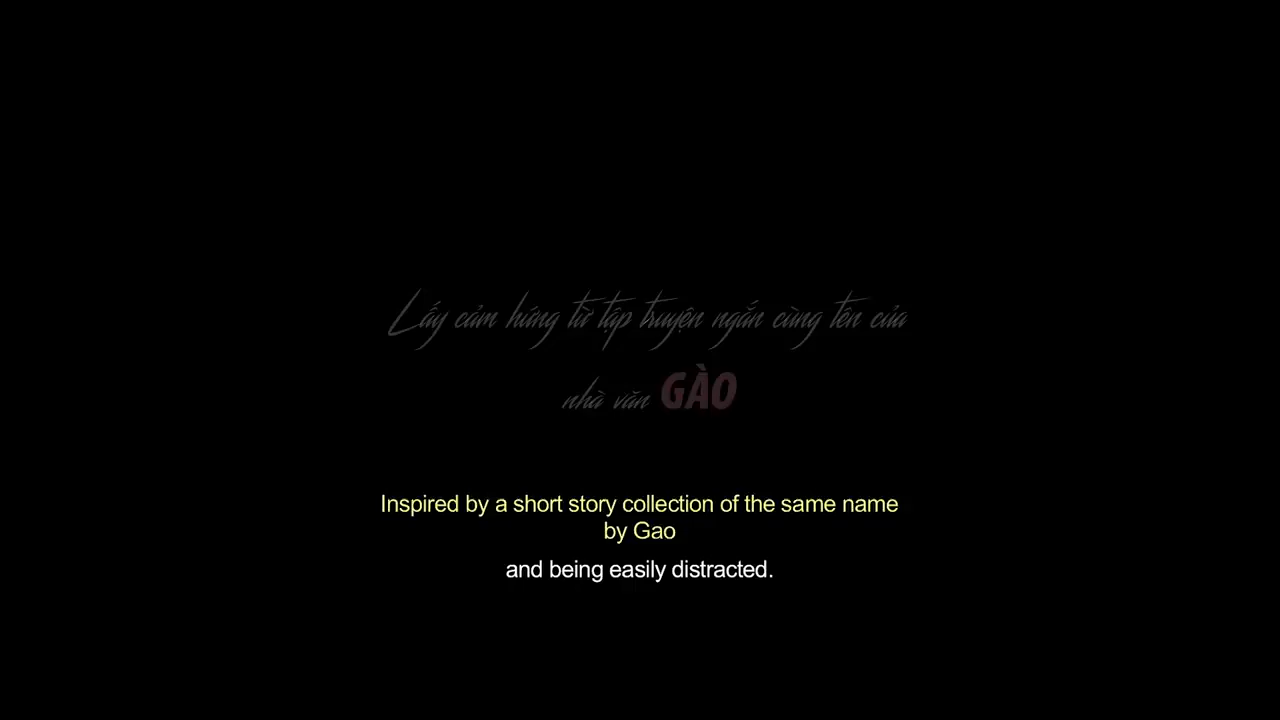 Lấy cảm hứng từ tập truyện ngắn cùng tên của
nhà văn GÀO
Inspired by a short story collection of the same name
by Gao
and being easily distracted.